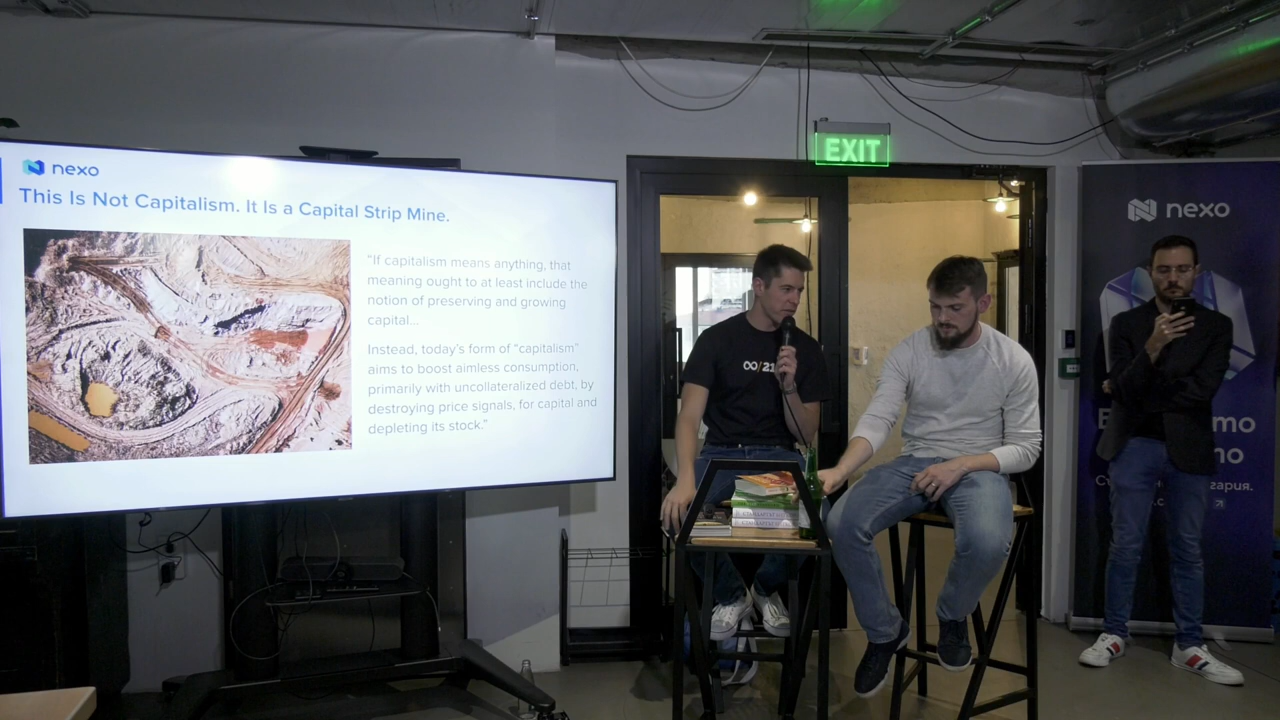 nexo
This Is Not Capitalism. It Is a Capital Strip Mine.
"If capitalism means anything, that
meaning ought to at least include the
notion of preserving and growing
capital...
Instead, today's form of "capitalism"
aims to boost aimless consumption,
primarily with uncollateralized debt, by
destroying price signals, for capital and
depleting its stock."
EXIT
∞/21
nexo